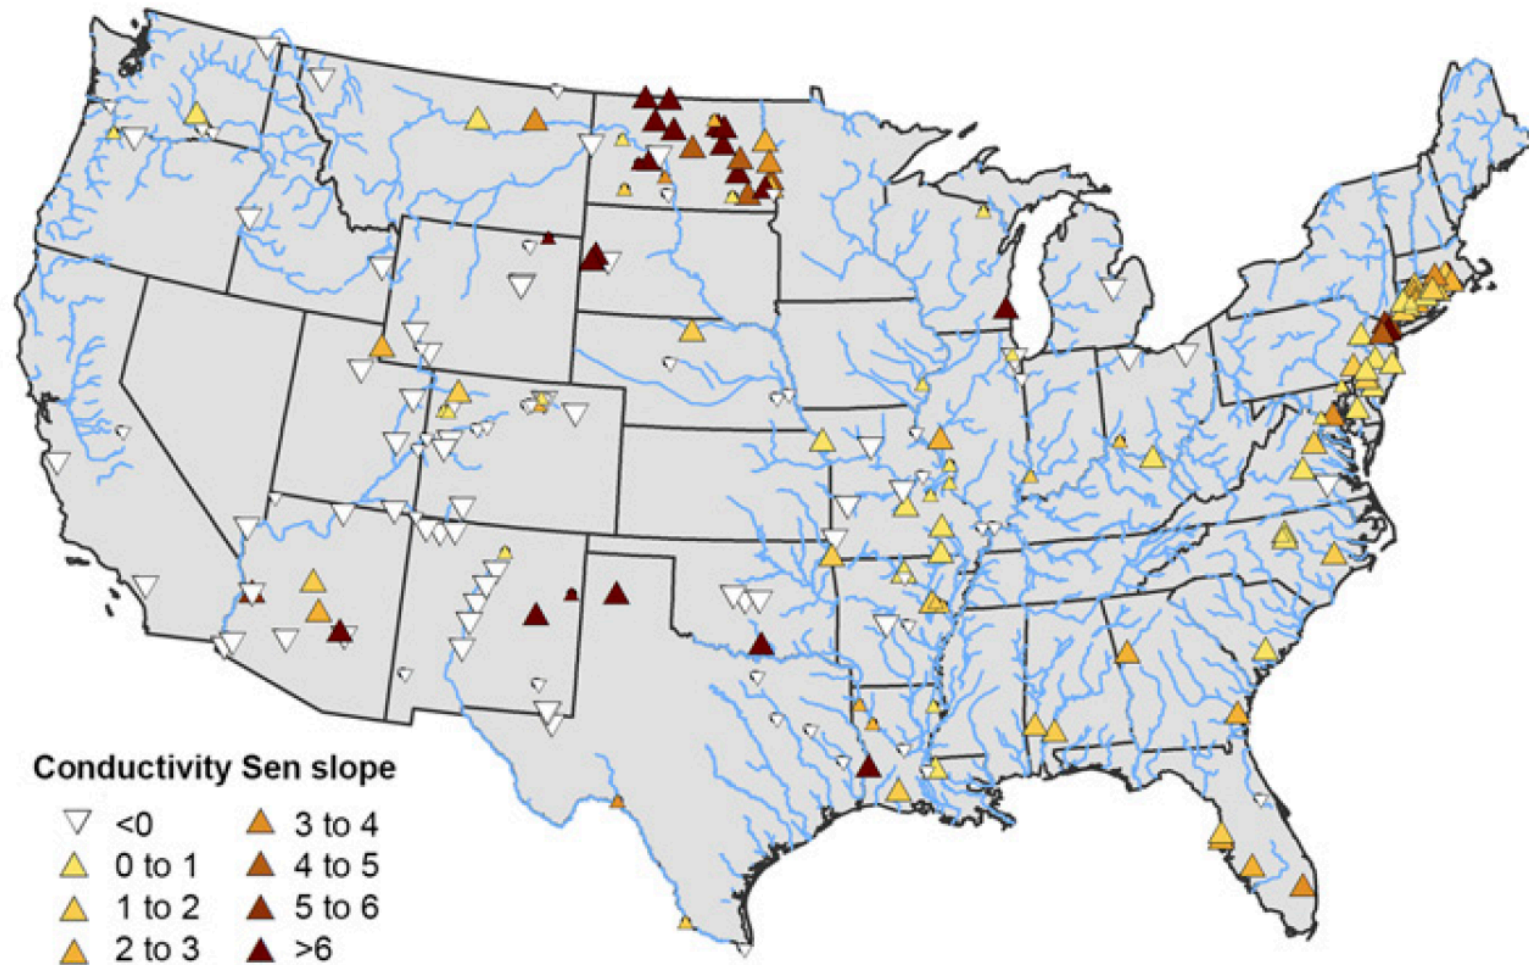 Conductivity Sen slope
<0
3 to 4
0 to 1
4 to 5
1 to 2
5 to 6
2 to 3
>6